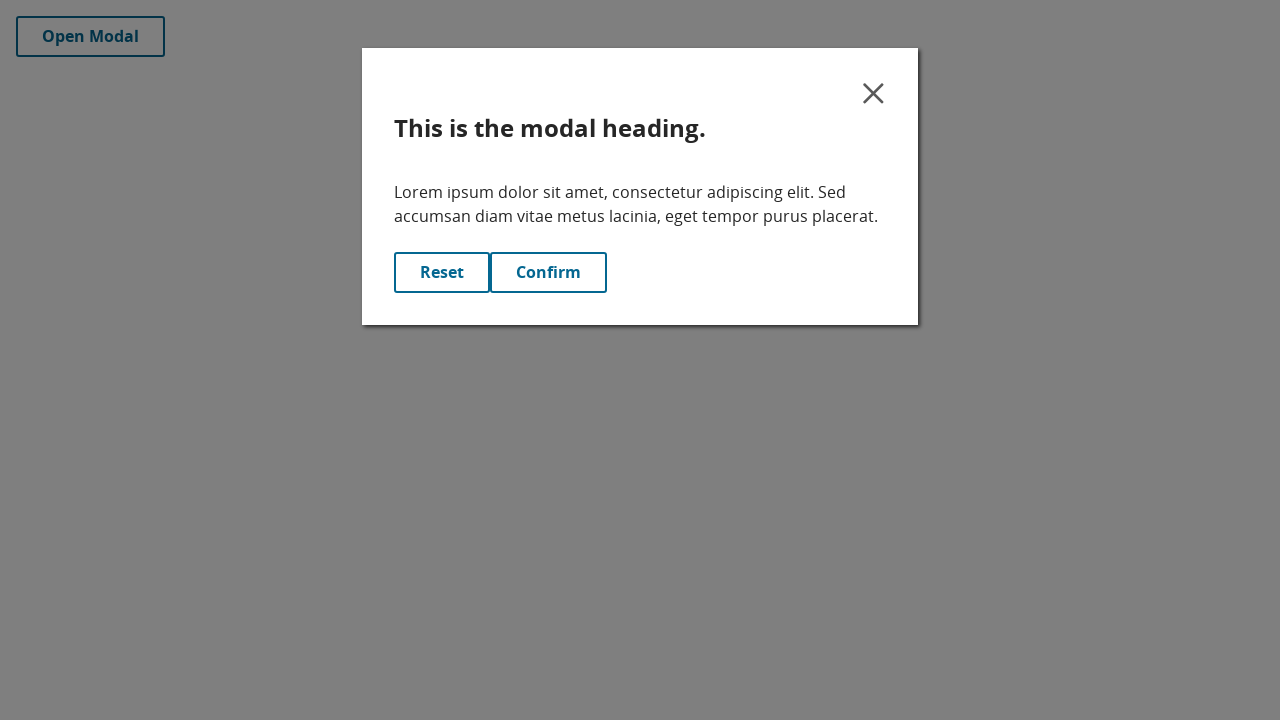 Open Modal
This is the modal heading.
Lorem ipsum dolor sit amet, consectetur adipiscing elit. Sed
accumsan diam vitae metus lacinia, eget tempor purus placerat.
Reset
Confirm